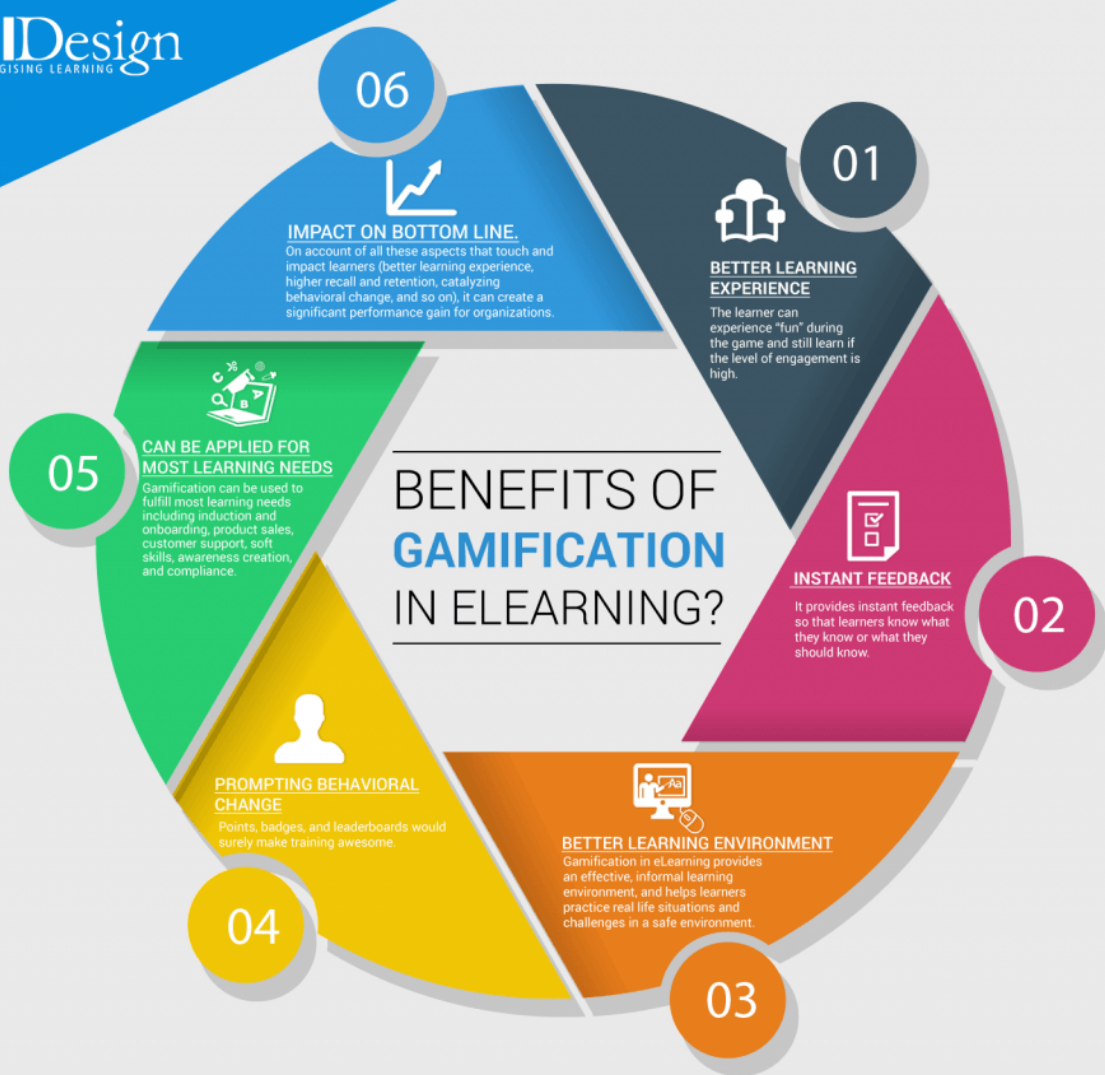 IDesign
GISING LEARNING
06
01
IMPACT ON BOTTOM LINE.
On account of all these aspects that touch and
impact learners (better learning experience,
higher recall and retention, catalyzing
behavioral change, and so on), it can create a
significant performance gain for organizations.
BETTER LEARNING
EXPERIENCE
The learner can
experience "fun" during
the game and still learn if
the level of engagement is
high.
05
C
A
B
CAN BE APPLIED FOR
MOST LEARNING NEEDS
Gamification can be used to
fulfill most learning needs
including induction and
onboarding, product sales,
customer support, soft
skills, awareness creation,
and compliance.
BENEFITS OF
GAMIFICATION
IN ELEARNING?
INSTANT FEEDBACK
It provides instant feedback
so that learners know what
they know or what they
should know.
02
PROMPTING BEHAVIORAL
CHANGE
Points, badges, and leaderboards would
surely make training awesome.
04
Aa
BETTER LEARNING ENVIRONMENT
Gamification in eLearning provides
an effective, informal learning
environment, and helps learners
practice real life situations and
challenges in a safe environment.
03